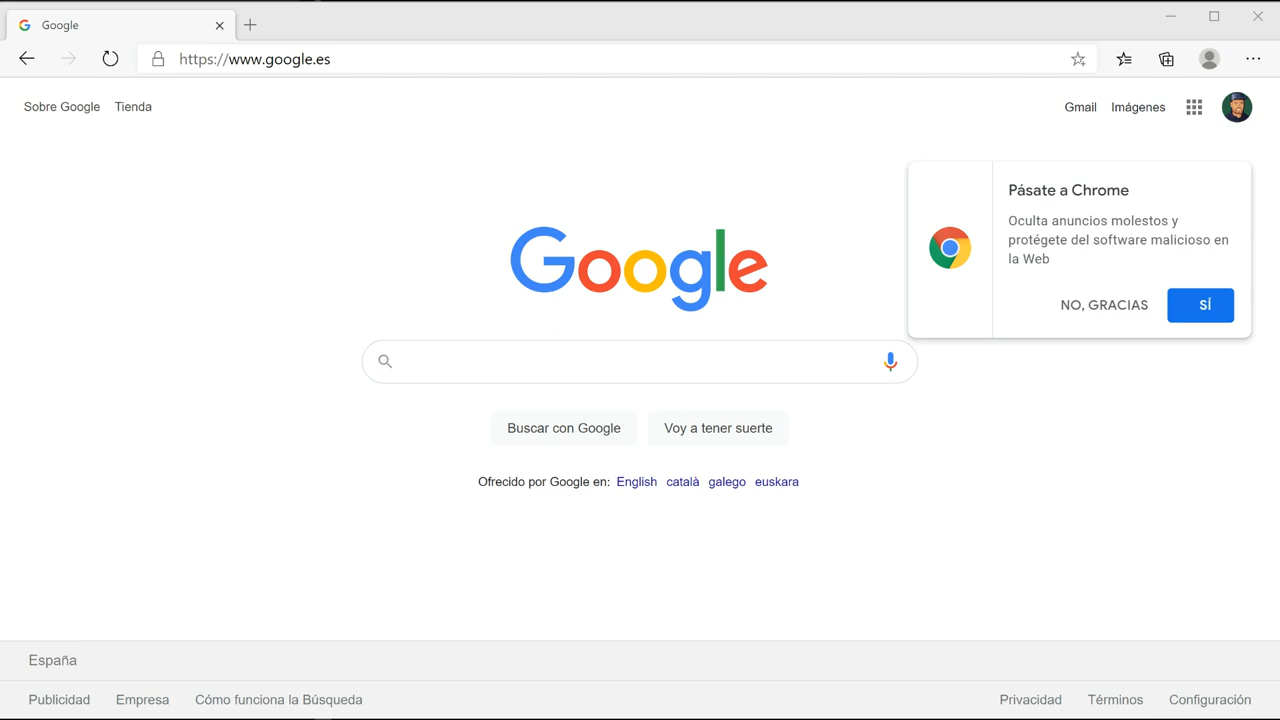 Google
https://www.google.es
Sobre Google Tienda
Gmail Imágenes
Pásate a Chrome
Oculta anuncios molestos y
protégete del software malicioso en
la Web
NO, GRACIAS SÍ
Google
Buscar con Google Voy a tener suerte
Ofrecido por Google en: English català galego euskara
España
Publicidad Empresa Cómo funciona la Búsqueda
Privacidad Términos Configuración